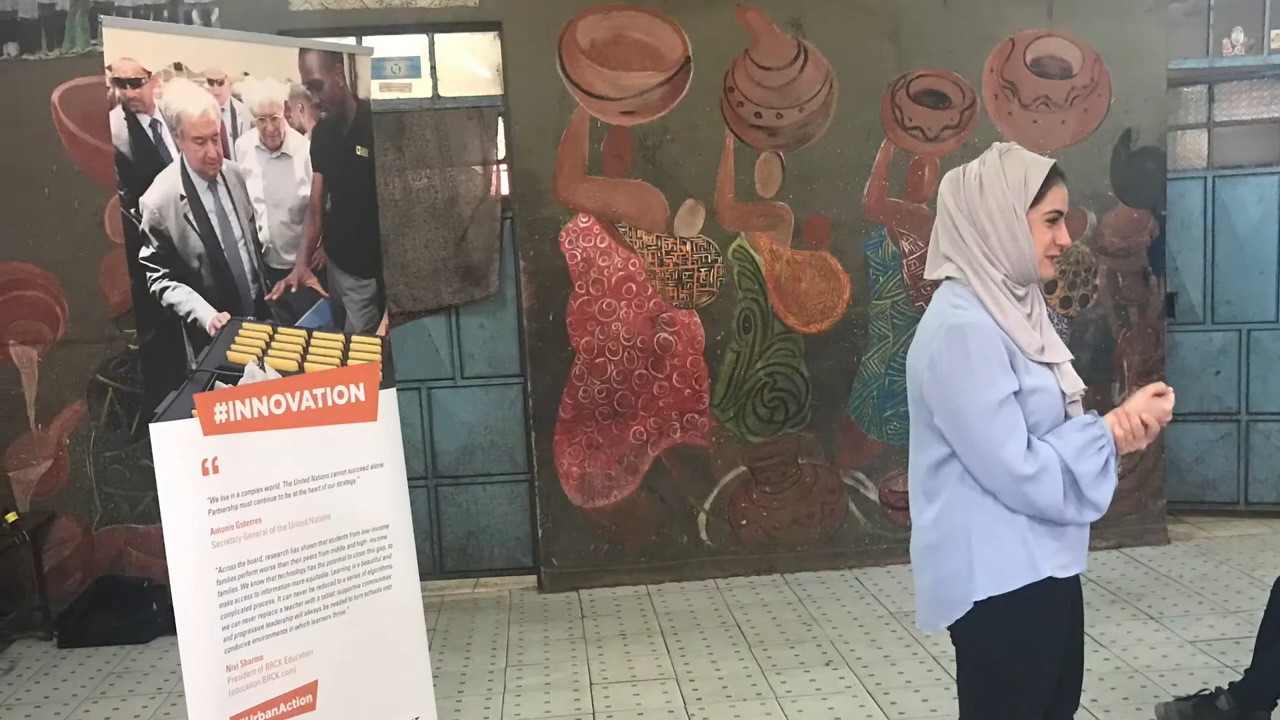 #INNOVATION
“
"We live in a complex world. The United Nations cannot succeed alone.
Partnership must continue to be at the heart of our strategy."
Antonio Guterres
Secretary General of the United Nations
"Across the board, research has shown that students from low-income
families perform worse than their peers from middle and high- income
families. We know that technology has the potential to close this gap, to
make access to information more equitable. Learning is a beautiful and
complicated process. It can never be reduced to a series of algorithms,
we can never replace a teacher with a tablet: supportive communities
and progressive leadership will always be needed to turn schools into
conducive environments in which learners thrive."
Nivi Sharma
President of BRCK Education
(education.BRCK.com)
UrbanAction